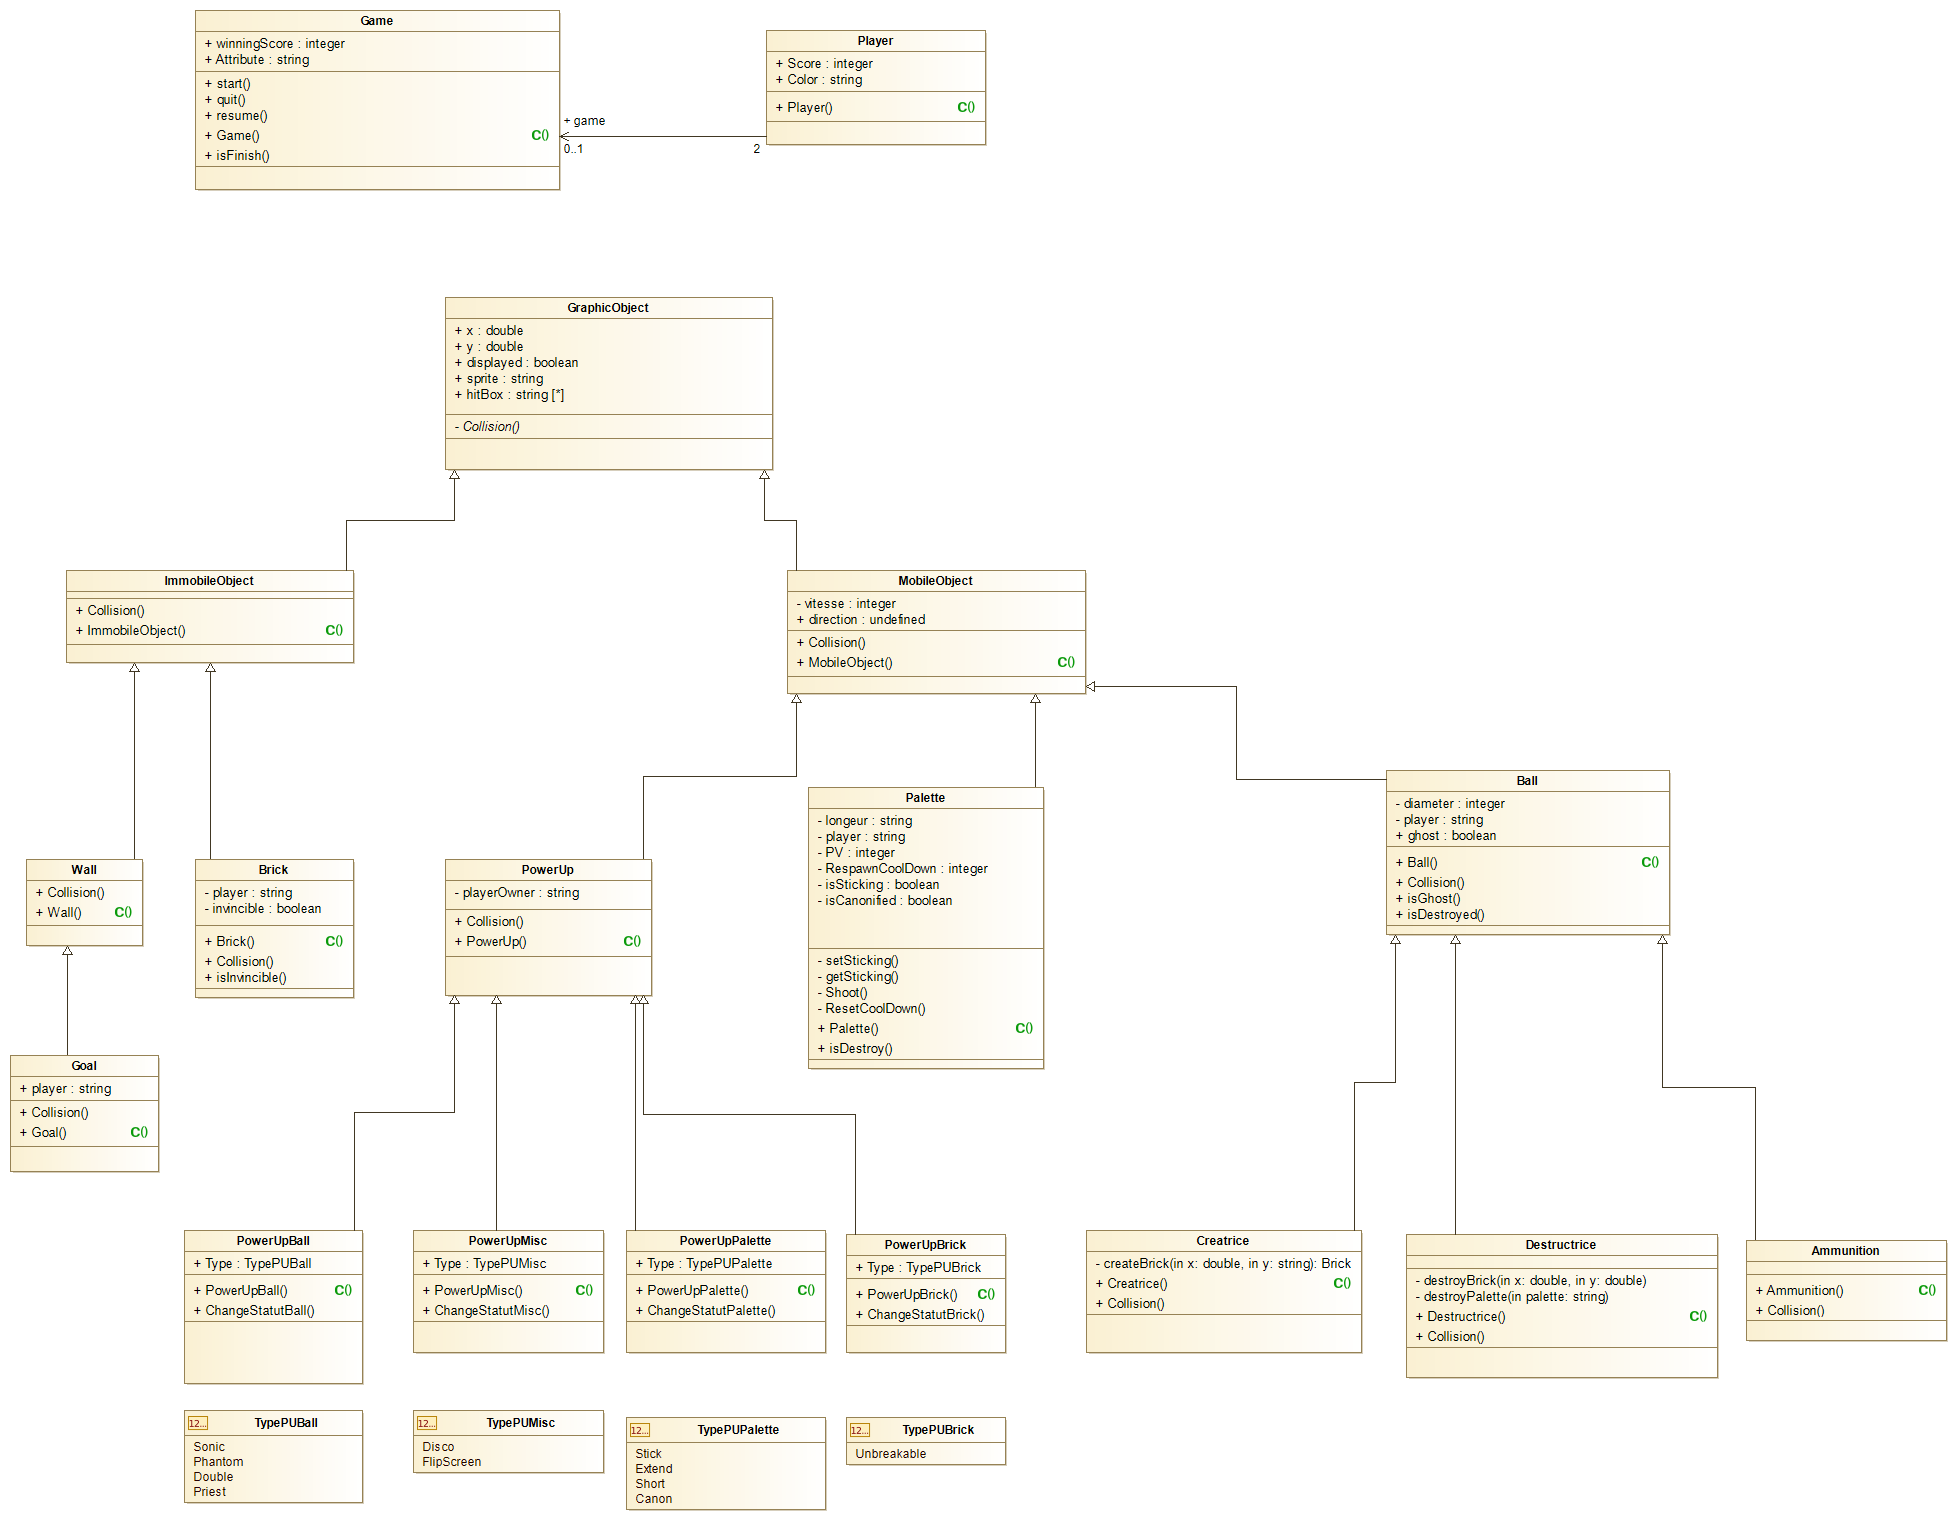 Game
+ winningScore : integer
+ Attribute : string
+ start()
+ quit()
+ resume()
+ Game() C()
+ isFinish()
+ game
0..1
2
Player
+ Score : integer
+ Color : string
+ Player() C()
GraphicObject
+ x : double
+ y : double
+ displayed : boolean
+ sprite : string
+ hitBox : string [*]
- Collision()
ImmobileObject
+ Collision()
+ ImmobileObject() C()
MobileObject
- vitesse : integer
+ direction : undefined
+ Collision()
+ MobileObject() C()
Wall
+ Collision()
+ Wall() C()
Brick
- player : string
- invincible : boolean
+ Brick() C()
+ Collision()
+ isInvincible()
PowerUp
- playerOwner : string
+ Collision()
+ PowerUp() C()
Palette
- longeur : string
- player : string
- PV : integer
- RespawnCoolDown : integer
- isSticking : boolean
- isCanonified : boolean
- setSticking()
- getSticking()
- Shoot()
- ResetCoolDown()
+ Palette() C()
+ isDestroy()
Ball
- diameter : integer
- player : string
+ ghost : boolean
+ Ball() C()
+ Collision()
+ isGhost()
+ isDestroyed()
Goal
+ player : string
+ Collision()
+ Goal() C()
PowerUpBall
+ Type : TypePUBall
+ PowerUpBall() C()
+ ChangeStatutBall()
PowerUpMisc
+ Type : TypePUMisc
+ PowerUpMisc() C()
+ ChangeStatutMisc()
PowerUpPalette
+ Type : TypePUPalette
+ PowerUpPalette() C()
+ ChangeStatutPalette()
PowerUpBrick
+ Type : TypePUBrick
+ PowerUpBrick() C()
+ ChangeStatutBrick()
Creatrice
- createBrick(in x: double, in y: string): Brick
+ Creatrice() C()
+ Collision()
Destructrice
- destroyBrick(in x: double, in y: double)
- destroyPalette(in palette: string)
+ Destructrice() C()
+ Collision()
Ammunition
+ Ammunition() C()
+ Collision()
12... TypePUBall
Sonic
Phantom
Double
Priest
12... TypePUMisc
Disco
FlipScreen
12... TypePUPalette
Stick
Extend
Short
Canon
12... TypePUBrick
Unbreakable